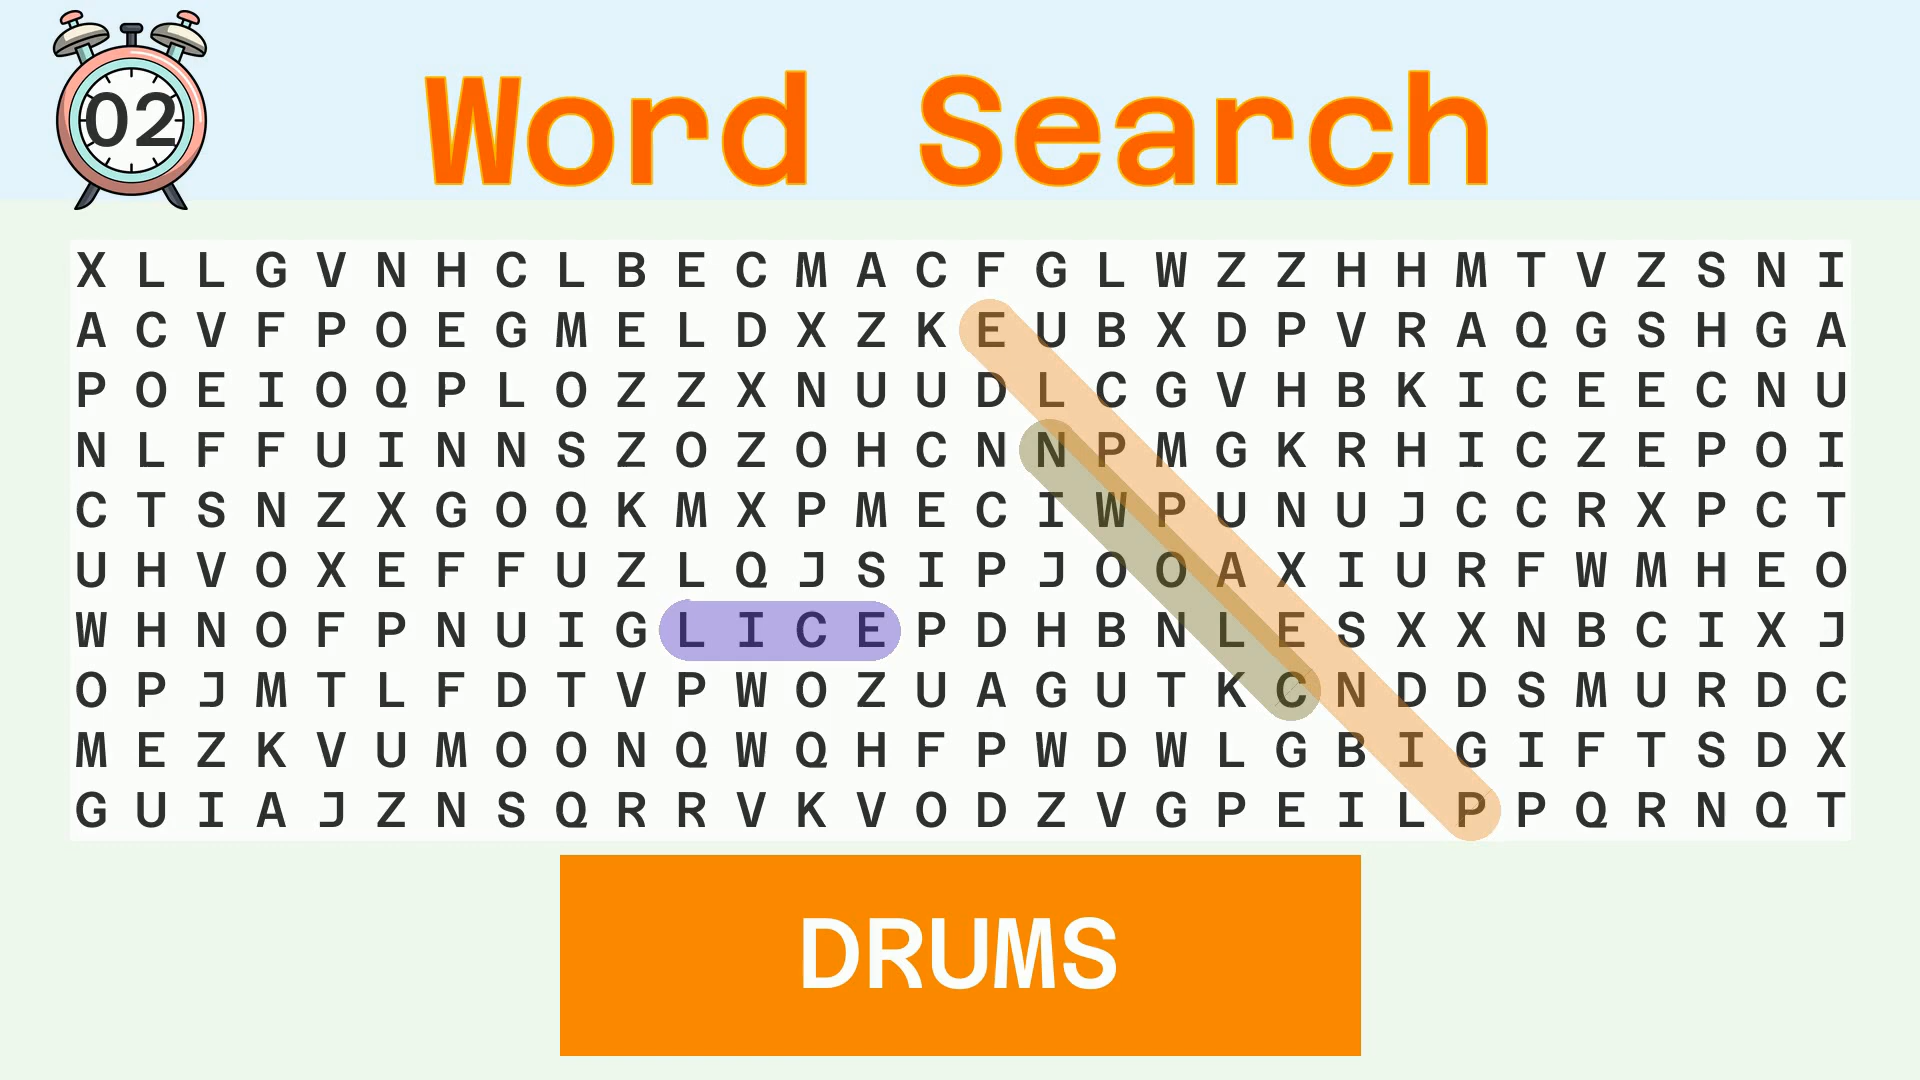 02
Word Search
X L L G V N H C L B E C M A C F G L W Z Z H H M T V Z S N I
A C V F P O E G M E L D X Z K E U B X D P V R A Q G S H G A
P O E I O Q P L O Z Z X N U U D L C G V H B K I C E E C N U
N L F F U I N N S Z O Z O H C N N P M G K R H I C Z E P O I
C T S N Z X G O Q K M X P M E C I W P U N U J C C R X P C T
U H V O X E F F U Z L Q J S I P J O O A X I U R F W M H E O
W H N O F P N U I G L I C E P D H B N L E S X X N B C I X J
O P J M T L F D T V P W O Z U A G U T K C N D D S M U R D C
M E Z K V U M O O N Q W Q H F P W D W L G B I G I F T S D X
G U I A J Z N S Q R R V K V O D Z V G P E I L P P Q R N Q T
DRUMS